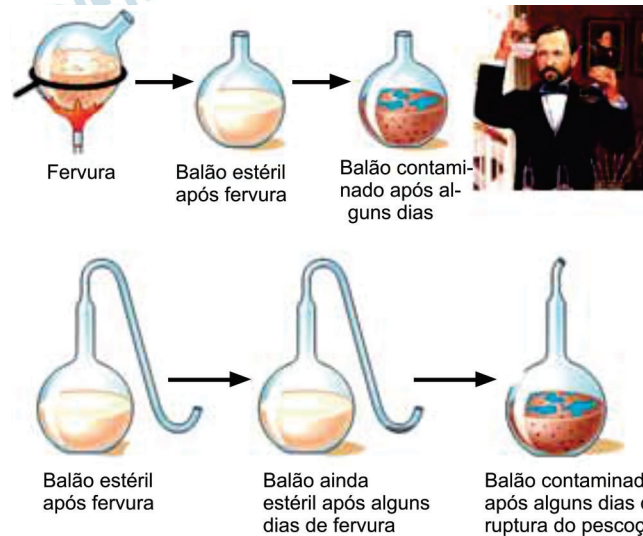 Fervura
Balão estéril
após fervura
Balão contami-
nado após al-
guns dias
Balão estéril
após fervura
Balão ainda
estéril após alguns
dias de fervura
Balão contaminad
após alguns dias
ruptura do pescoç